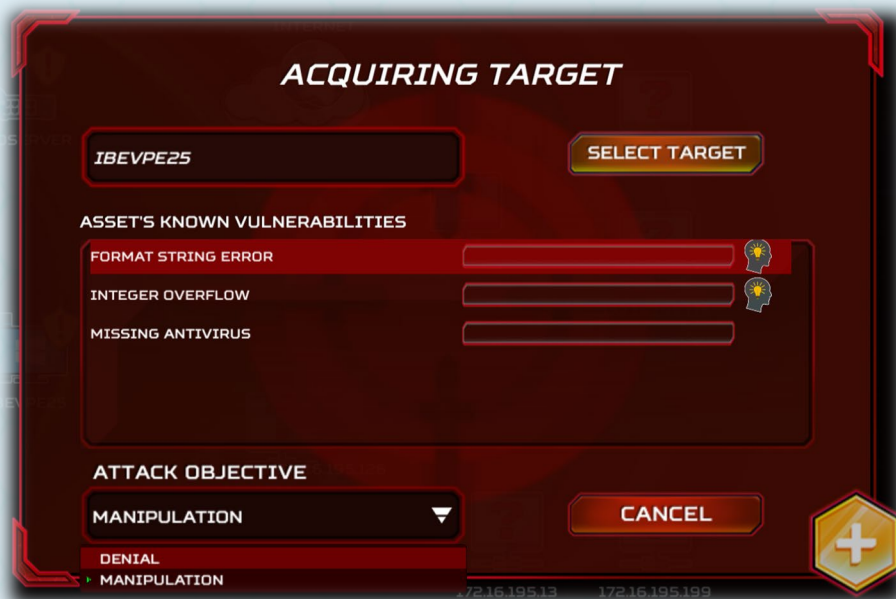 INTERNET
ACQUIRING TARGET
IBEVPE25
SELECT TARGET
ASSET'S KNOWN VULNERABILITIES
FORMAT STRING ERROR
INTEGER OVERFLOW
MISSING ANTIVIRUS
ATTACK OBJECTIVE
MANIPULATION
CANCEL
DENIAL
MANIPULATION
172.16.195.13 172.16.195.199